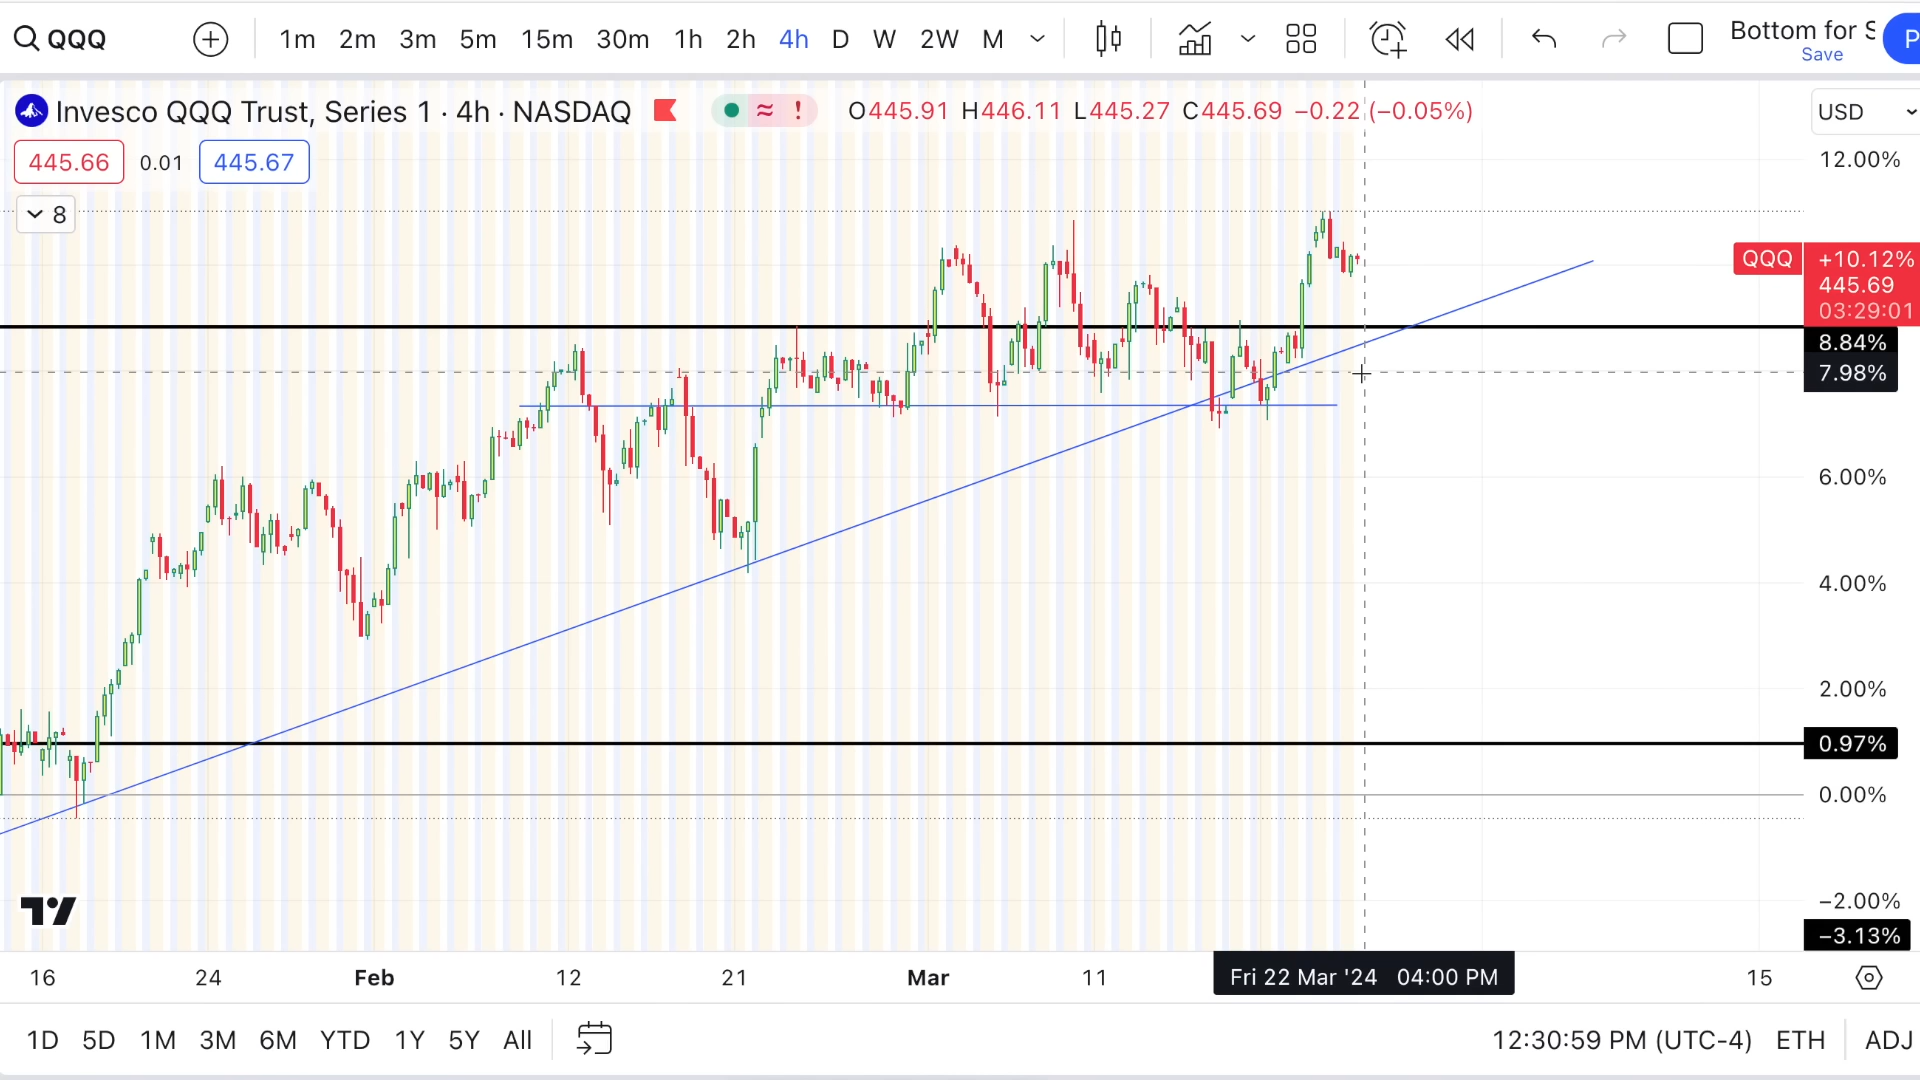 QQQ 1m 2m 3m 5m 15m 30m 1h 2h 4h D W 2W M Bottom for S
Save
P
Invesco QQQ Trust, Series 1 · 4h · NASDAQ ≈ ! O445.91 H446.11 L445.27 C445.69 −0.22 (−0.05%)
USD
445.66 0.01 445.67
12.00%
8
QQQ +10.12%
445.69
03:29:01
8.84%
7.98%
6.00%
4.00%
2.00%
0.97%
0.00%
−2.00%
−3.13%
16 24 Feb 12 21 Mar 11 Fri 22 Mar '24 04:00 PM 15
1D 5D 1M 3M 6M YTD 1Y 5Y All 12:30:59 PM (UTC-4) ETH ADJ